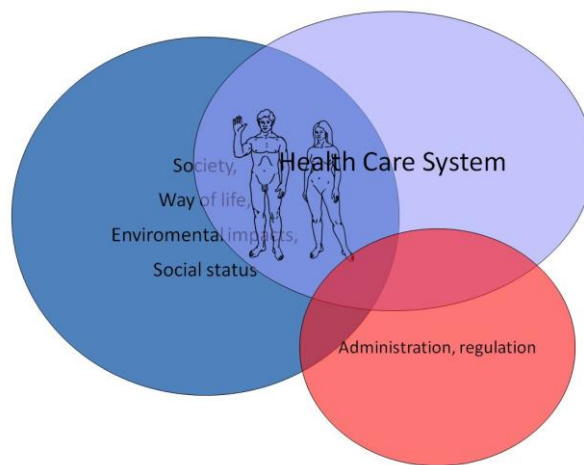 Society,
Health Care System
Way of life,
Enviromental impacts,
Social status
Administration, regulation